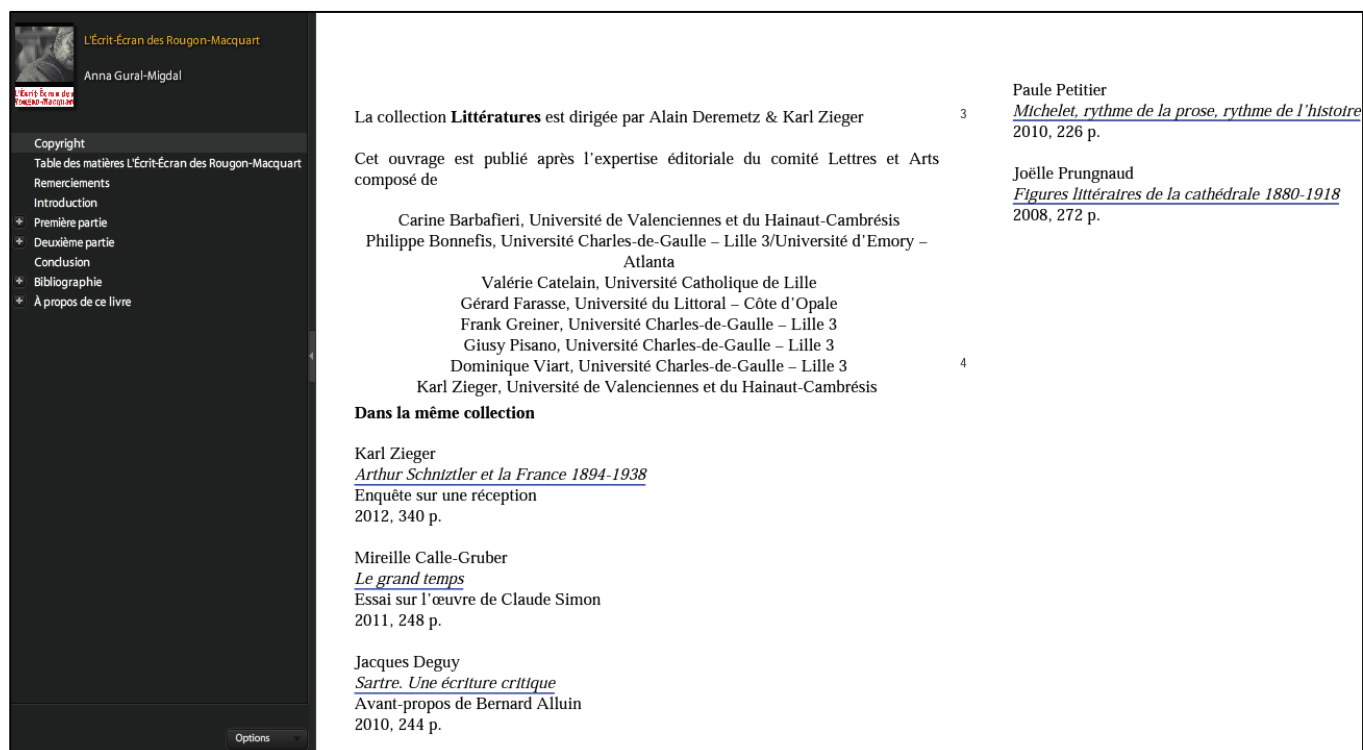 L'Écrit-Écran des Rougon-Macquart
Anna Gural-Migdal
L'Écrit-Écran des
Rougon-Macquart
Copyright
Table des matières L'Écrit-Écran des Rougon-Macquart
Remerciements
Introduction
Première partie
Deuxième partie
Conclusion
Bibliographie
À propos de ce livre
Options
La collection Littératures est dirigée par Alain Deremetz & Karl Zieger
Cet ouvrage est publié après l'expertise éditoriale du comité Lettres et Arts
composé de
Carine Barbafieri, Université de Valenciennes et du Hainaut-Cambrésis
Philippe Bonnefis, Université Charles-de-Gaulle – Lille 3/Université d'Emory –
Atlanta
Valérie Catelain, Université Catholique de Lille
Gérard Farasse, Université du Littoral – Côte d'Opale
Frank Greiner, Université Charles-de-Gaulle – Lille 3
Giusy Pisano, Université Charles-de-Gaulle – Lille 3
Dominique Viart, Université Charles-de-Gaulle – Lille 3
Karl Zieger, Université de Valenciennes et du Hainaut-Cambrésis
Dans la même collection
Karl Zieger
Arthur Schniztler et la France 1894-1938
Enquête sur une réception
2012, 340 p.
Mireille Calle-Gruber
Le grand temps
Essai sur l'œuvre de Claude Simon
2011, 248 p.
Jacques Deguy
Sartre. Une écriture critique
Avant-propos de Bernard Alluin
2010, 244 p.
3
4
Paule Petitier
Michelet, rythme de la prose, rythme de l'histoire
2010, 226 p.
Joëlle Prungnaud
Figures littéraires de la cathédrale 1880-1918
2008, 272 p.